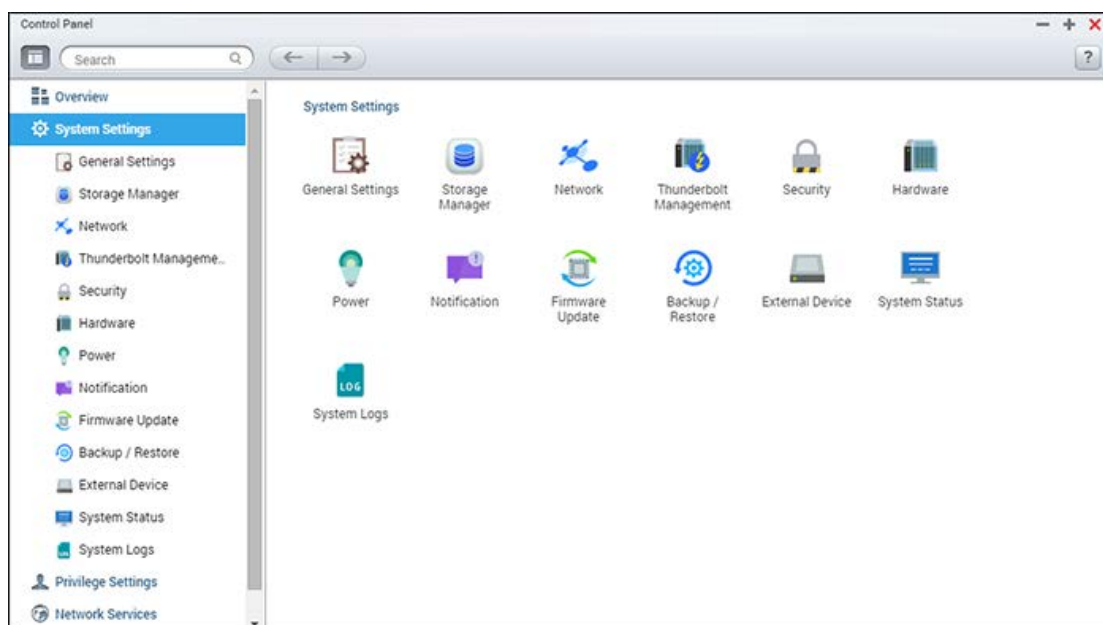 Control Panel
Search
?
Overview
System Settings
General Settings
Storage Manager
Network
Thunderbolt Manageme..
Security
Hardware
Power
Notification
Firmware Update
Backup / Restore
External Device
System Status
System Logs
Privilege Settings
Network Services
System Settings
General Settings
Storage
Manager
Network
Thunderbolt
Management
Security
Hardware
Power
Notification
Firmware
Update
Backup /
Restore
External Device
System Status
LOG
System Logs